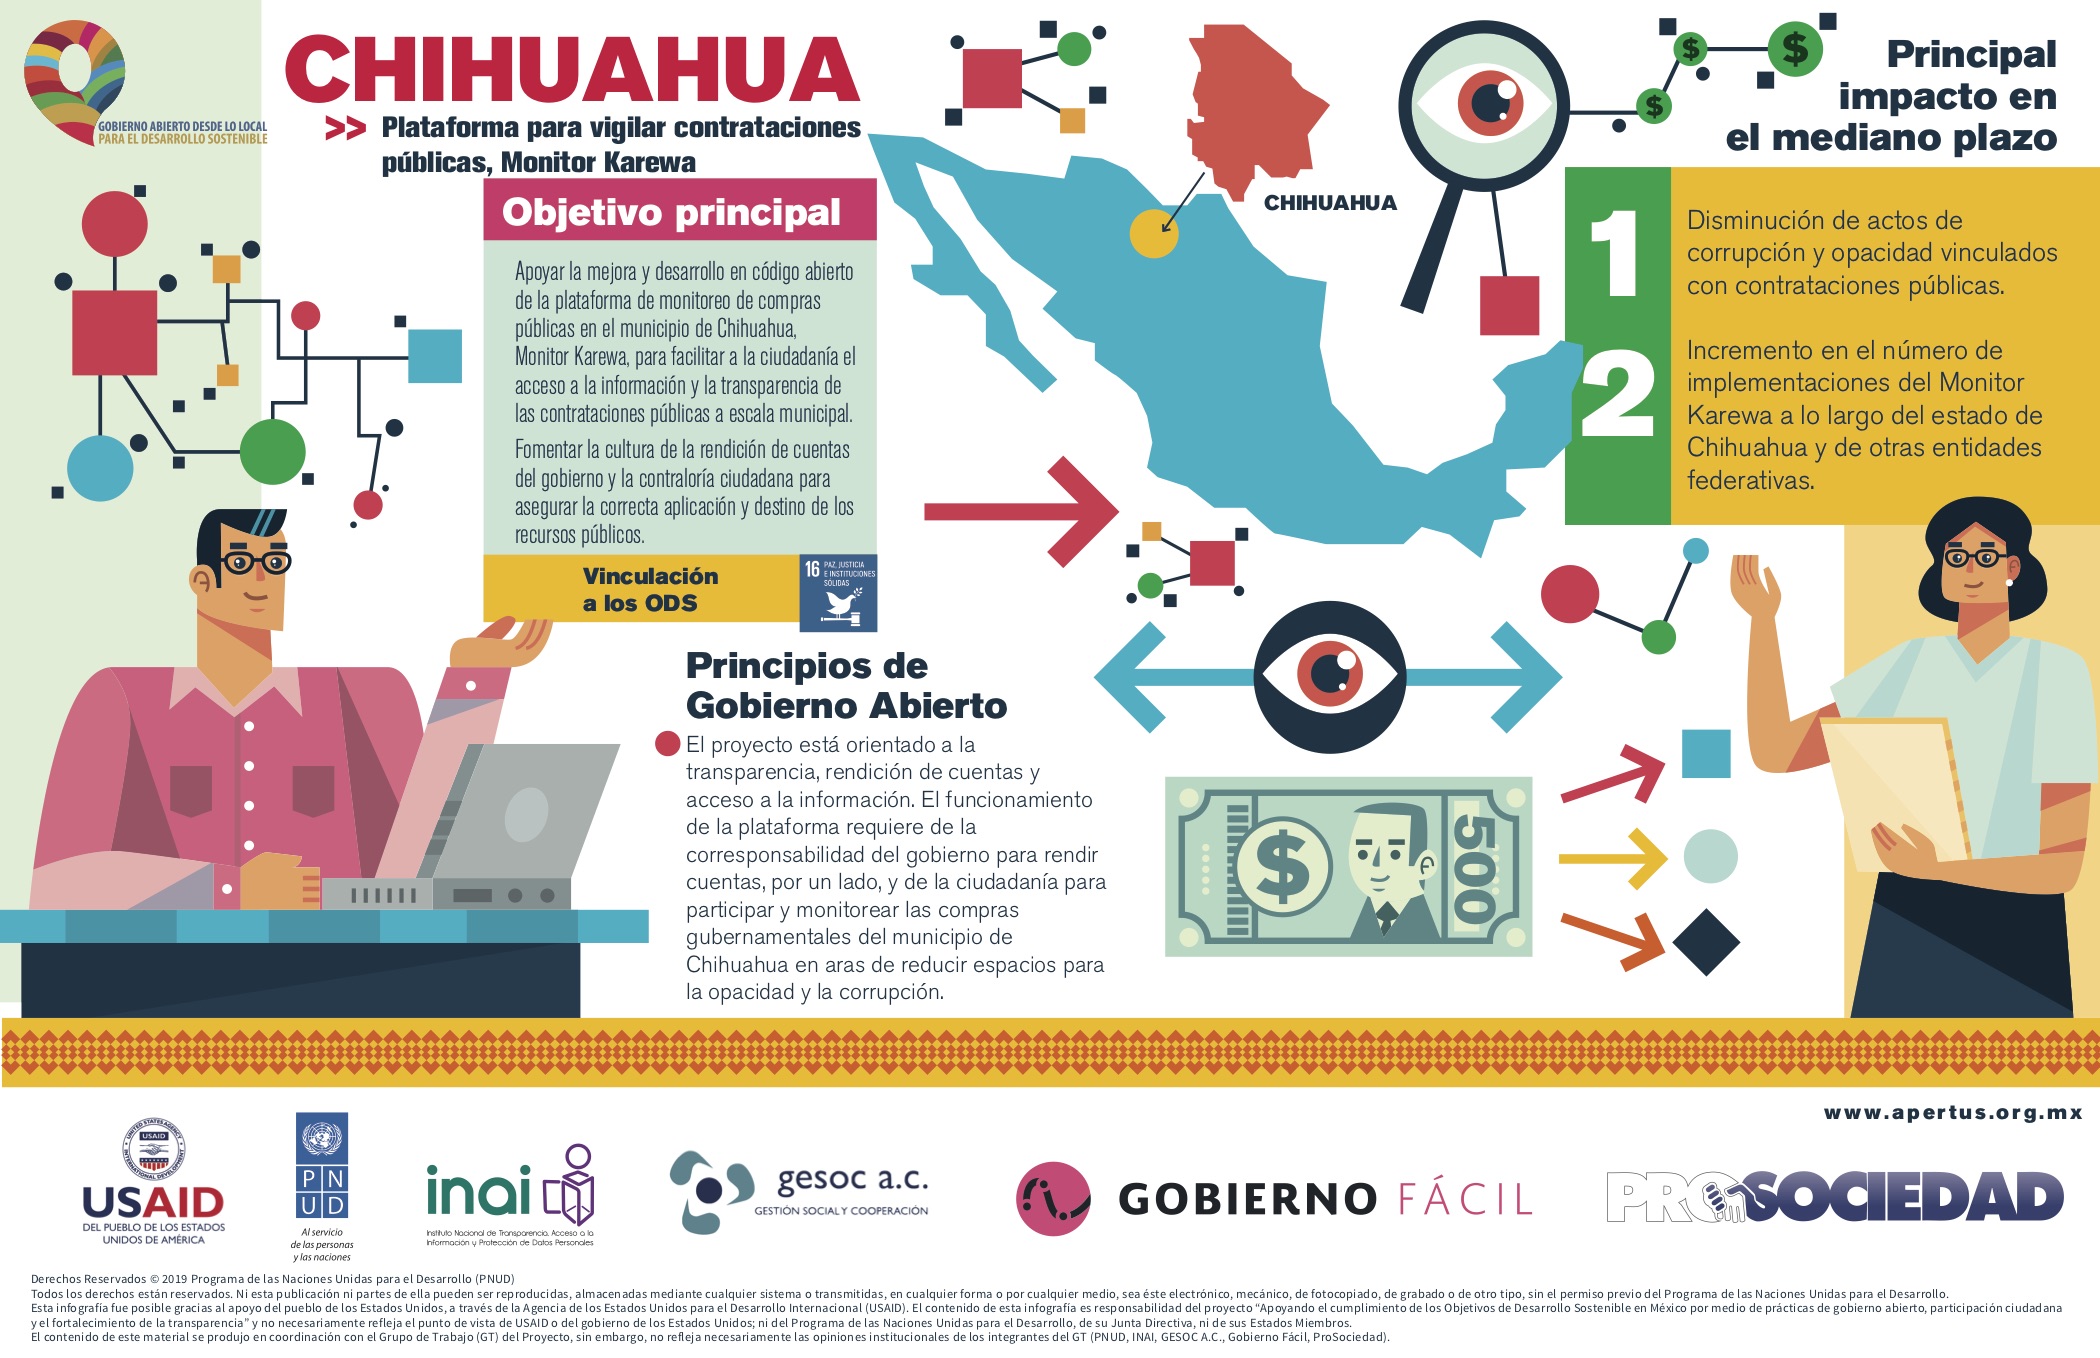 GOBIERNO ABIERTO DESDE LO LOCAL
PARA EL DESARROLLO SOSTENIBLE
CHIHUAHUA
>> Plataforma para vigilar contrataciones
públicas, Monitor Karewa
Objetivo principal
Apoyar la mejora y desarrollo en código abierto
de la plataforma de monitoreo de compras
públicas en el municipio de Chihuahua,
Monitor Karewa, para facilitar a la ciudadanía el
acceso a la información y la transparencia de
las contrataciones públicas a escala municipal.
Fomentar la cultura de la rendición de cuentas
del gobierno y la contraloría ciudadana para
asegurar la correcta aplicación y destino de los
recursos públicos.
Vinculación
a los ODS
16 PAZ, JUSTICIA
E INSTITUCIONES
SÓLIDAS
Principios de
Gobierno Abierto
El proyecto está orientado a la
transparencia, rendición de cuentas y
acceso a la información. El funcionamiento
de la plataforma requiere de la
corresponsabilidad del gobierno para rendir
cuentas, por un lado, y de la ciudadanía para
participar y monitorear las compras
gubernamentales del municipio de
Chihuahua en aras de reducir espacios para
la opacidad y la corrupción.
CHIHUAHUA
$
$
$
Principal
impacto en
el mediano plazo
1
Disminución de actos de
corrupción y opacidad vinculados
con contrataciones públicas.
2
Incremento en el número de
implementaciones del Monitor
Karewa a lo largo del estado de
Chihuahua y de otras entidades
federativas.
$
500
www.apertus.org.mx
UNITED STATES AGENCY
USAID
INTERNATIONAL DEVELOPMENT
USAID
DEL PUEBLO DE LOS ESTADOS
UNIDOS DE AMÉRICA
P N
U D
Al servicio
de las personas
y las naciones
inai
Instituto Nacional de Transparencia, Acceso a la
Información y Protección de Datos Personales
gesoc a.c.
GESTIÓN SOCIAL Y COOPERACIÓN
GOBIERNO FÁCIL
PROSOCIEDAD
Derechos Reservados © 2019 Programa de las Naciones Unidas para el Desarrollo (PNUD)
Todos los derechos están reservados. Ni esta publicación ni partes de ella pueden ser reproducidas, almacenadas mediante cualquier sistema o transmitidas, en cualquier forma o por cualquier medio, sea éste electrónico, mecánico, de fotocopiado, de grabado o de otro tipo, sin el permiso previo del Programa de las Naciones Unidas para el Desarrollo.
Esta infografía fue posible gracias al apoyo del pueblo de los Estados Unidos, a través de la Agencia de los Estados Unidos para el Desarrollo Internacional (USAID). El contenido de esta infografía es responsabilidad del proyecto “Apoyando el cumplimiento de los Objetivos de Desarrollo Sostenible en México por medio de prácticas de gobierno abierto, participación ciudadana
y el fortalecimiento de la transparencia” y no necesariamente refleja el punto de vista de USAID o del gobierno de los Estados Unidos; ni del Programa de las Naciones Unidas para el Desarrollo, de su Junta Directiva, ni de sus Estados Miembros.
El contenido de este material se produjo en coordinación con el Grupo de Trabajo (GT) del Proyecto, sin embargo, no refleja necesariamente las opiniones institucionales de los integrantes del GT (PNUD, INAI, GESOC A.C., Gobierno Fácil, ProSociedad).